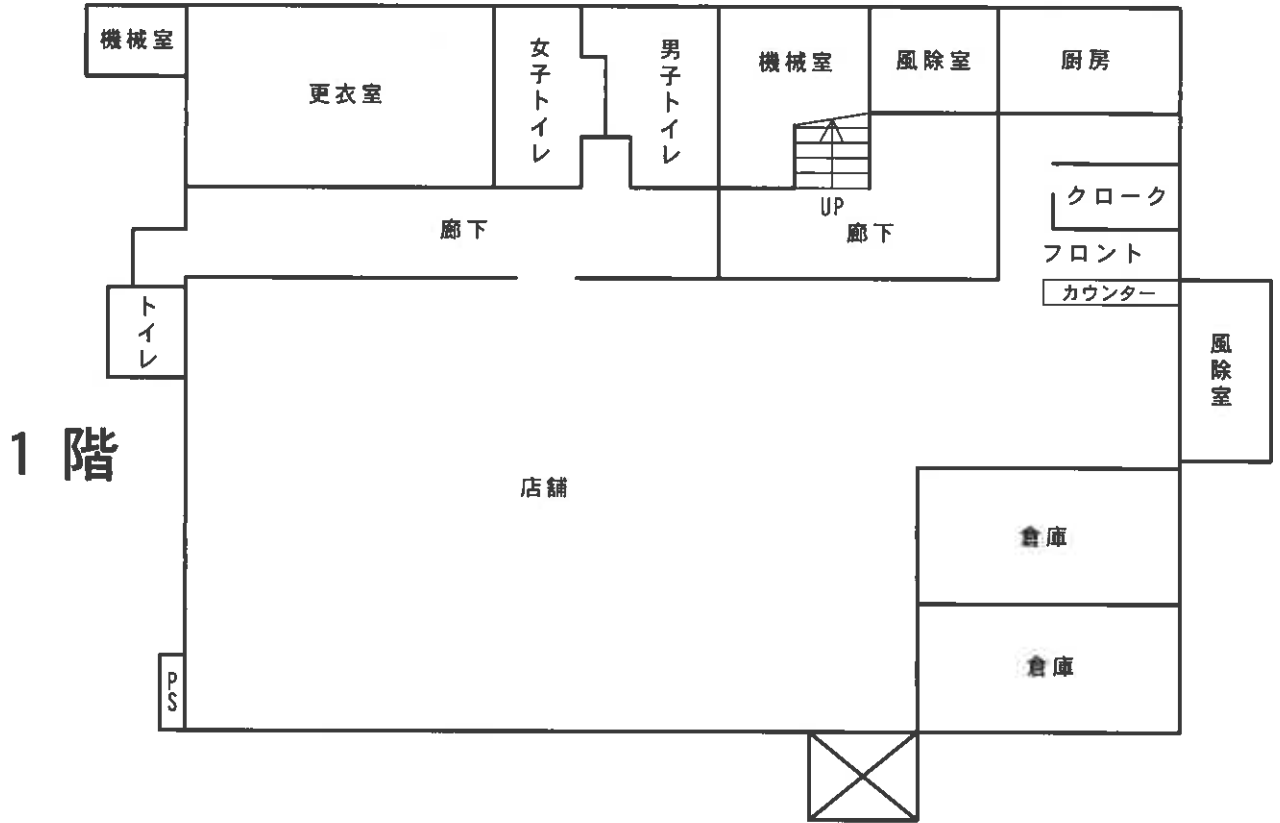 機械室
更衣室
女子トイレ
男子トイレ
機械室
風除室
厨房
クローク
UP
廊下
廊下
フロント
カウンター
トイレ
風除室
1階
店舗
倉庫
倉庫
PS